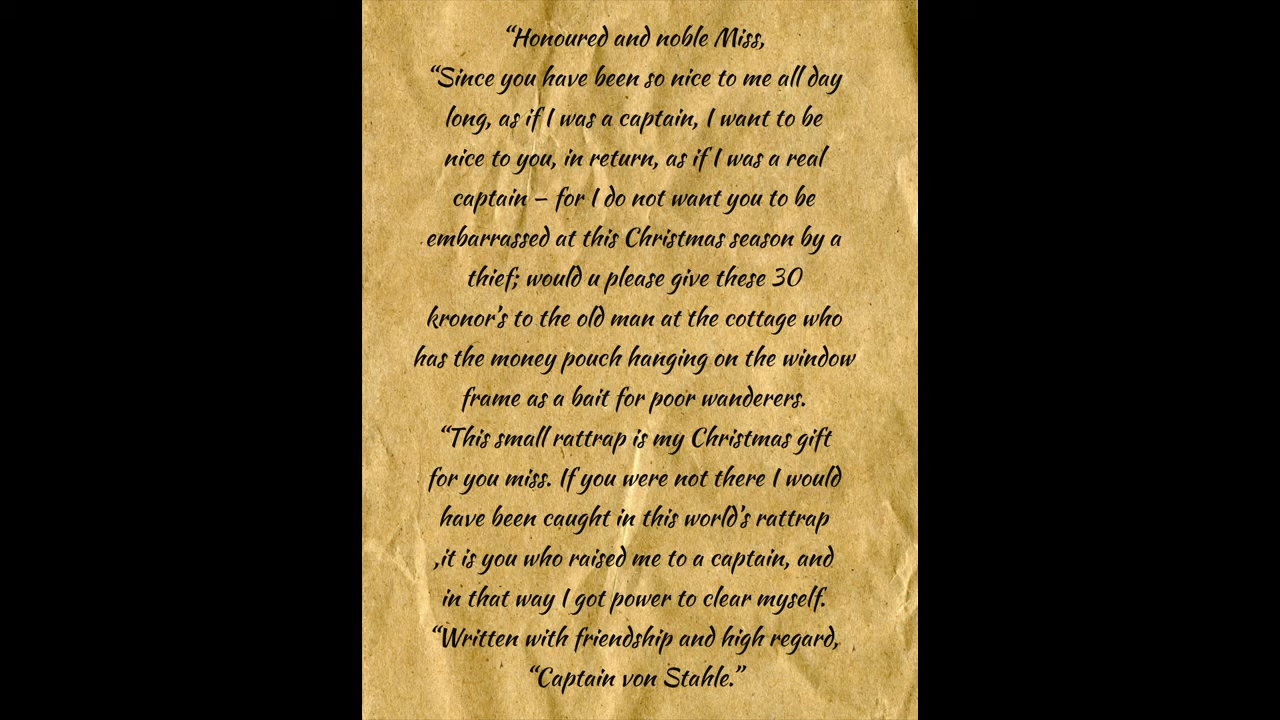 “Honoured and noble Miss,
“Since you have been so nice to me all day
long, as if I was a captain, I want to be
nice to you, in return, as if I was a real
captain – for I do not want you to be
embarrassed at this Christmas season by a
thief; would u please give these 30
kronor’s to the old man at the cottage who
has the money pouch hanging on the window
frame as a bait for poor wanderers.
“This small rattrap is my Christmas gift
for you miss. If you were not there I would
have been caught in this world’s rattrap
,it is you who raised me to a captain, and
in that way I got power to clear myself.
“Written with friendship and high regard,
“Captain von Stahle.”